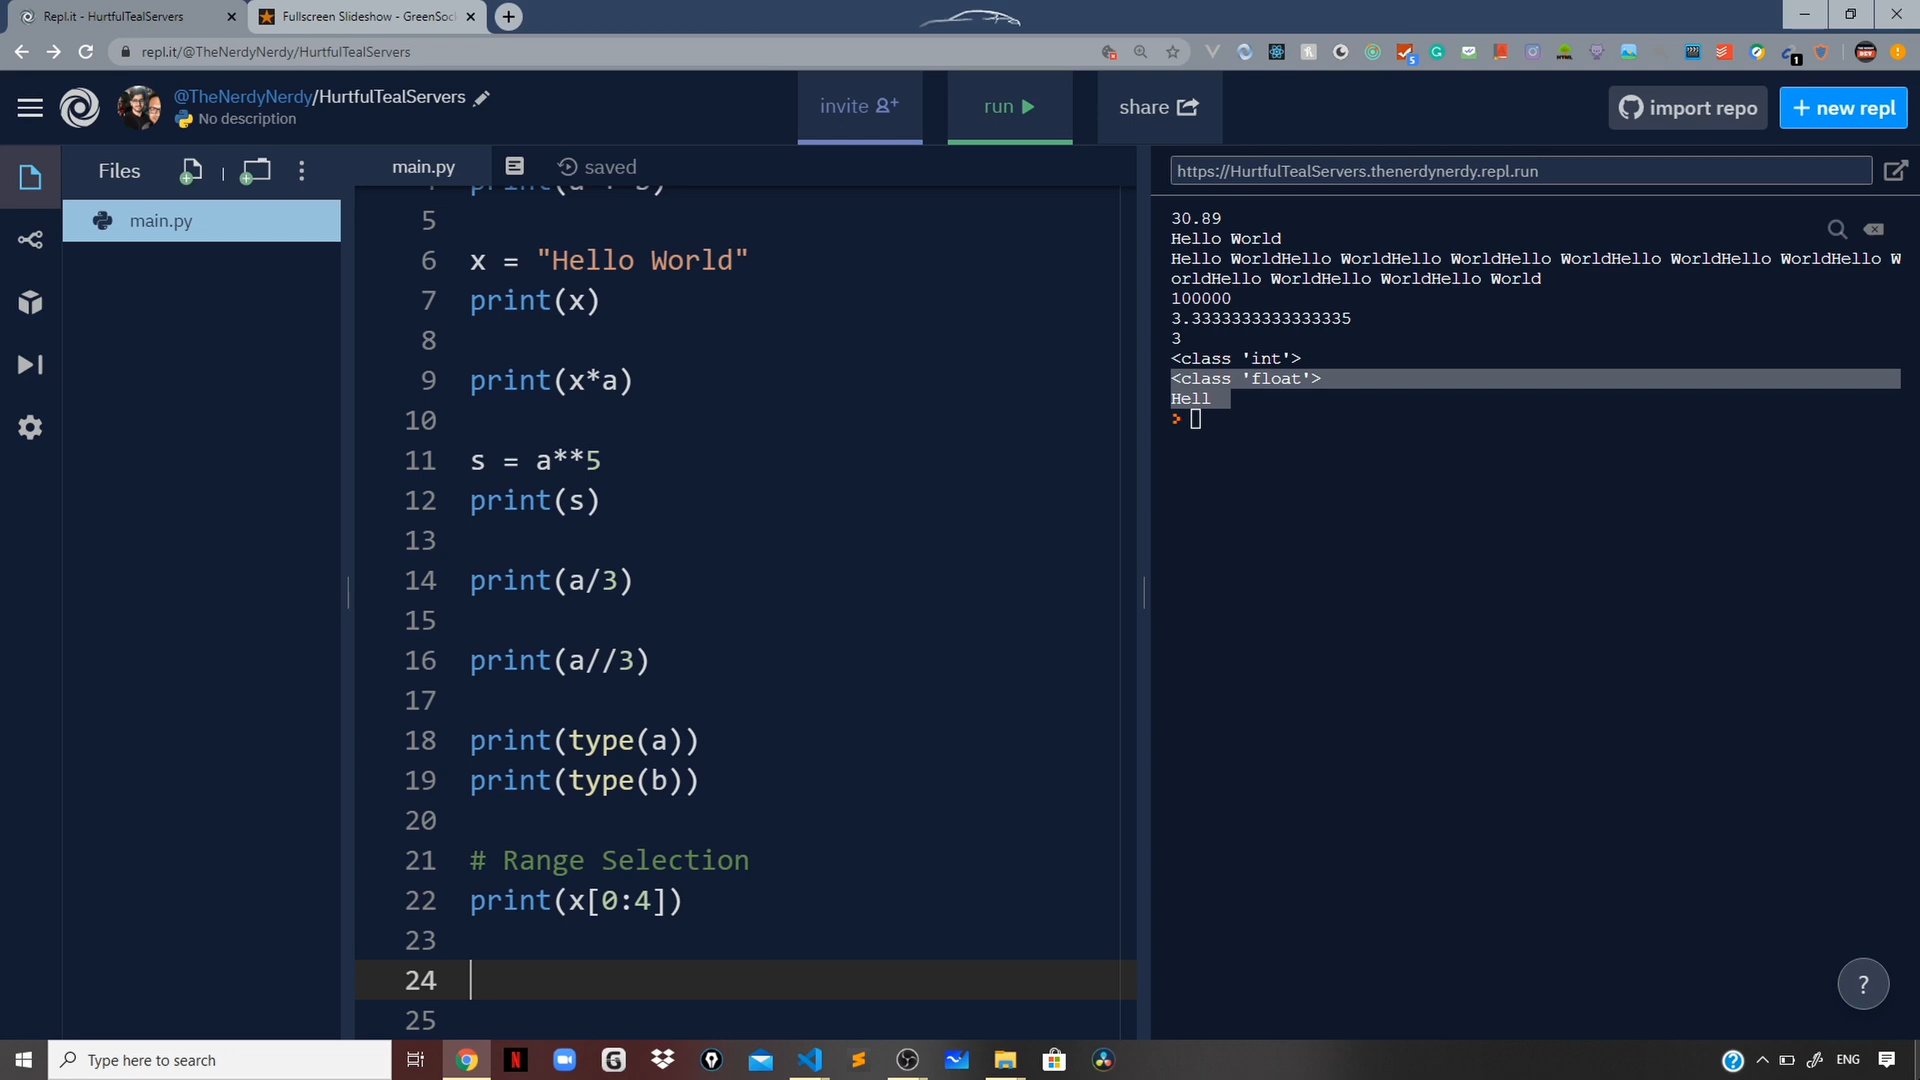 Repl.it - HurtfulTealServers
Fullscreen Slideshow - GreenSoc
repl.it/@TheNerdyNerdy/HurtfulTealServers
5
1
@TheNerdyNerdy/HurtfulTealServers
No description
invite
run
share
import repo
+ new repl
Files
main.py
saved
https://HurtfulTealServers.thenerdynerdy.repl.run
main.py
4 print(a + b)
5
6 x = "Hello World"
7 print(x)
8
9 print(x*a)
10
11 s = a**5
12 print(s)
13
14 print(a/3)
15
16 print(a//3)
17
18 print(type(a))
19 print(type(b))
20
21 # Range Selection
22 print(x[0:4])
23
24
25
30.89
Hello World
Hello WorldHello WorldHello WorldHello WorldHello WorldHello WorldHello W
orldHello WorldHello WorldHello World
100000
3.3333333333333335
3
<class 'int'>
<class 'float'>
Hell
>
?
Type here to search
ENG